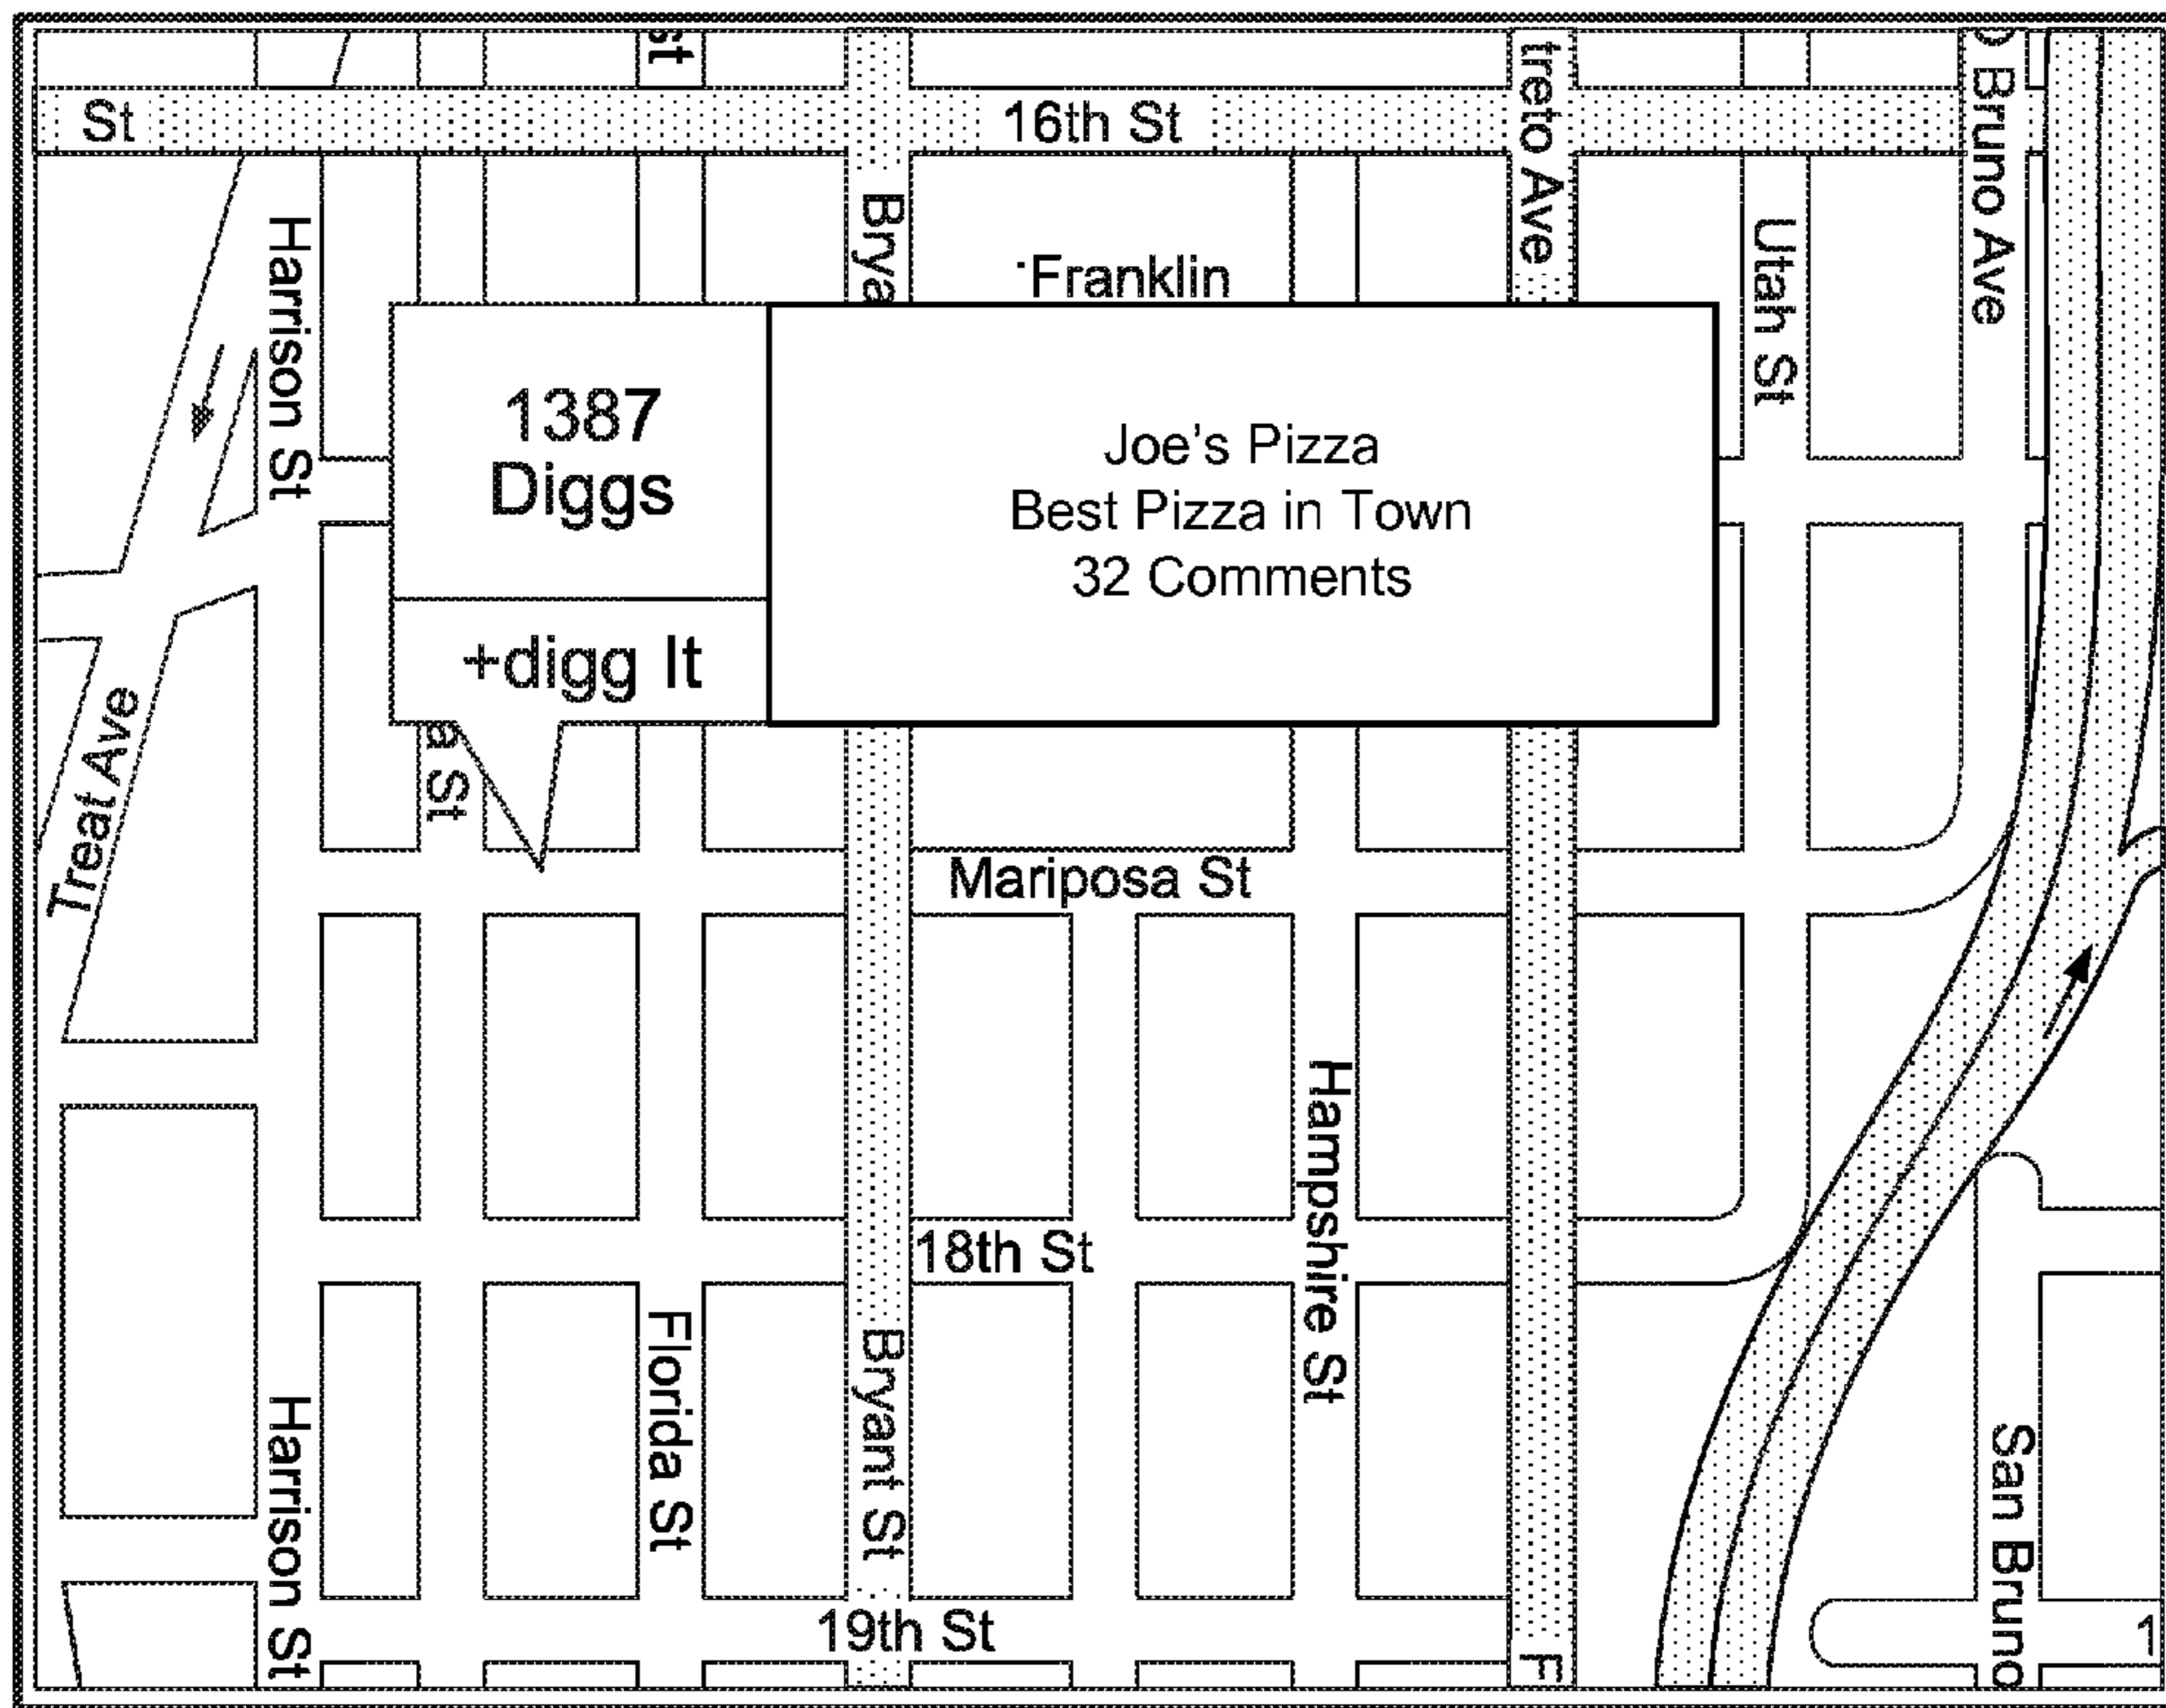 st
St
16th St
treto Ave
Bruno Ave
Harrison St
Brya
Franklin
Utah St
1387
Diggs
Joe's Pizza
Best Pizza in Town
32 Comments
+digg It
a St
Treat Ave
Mariposa St
Hampshire St
18th St
Florida St
Bryant St
Harrison St
San Bruno
19th St
F
1